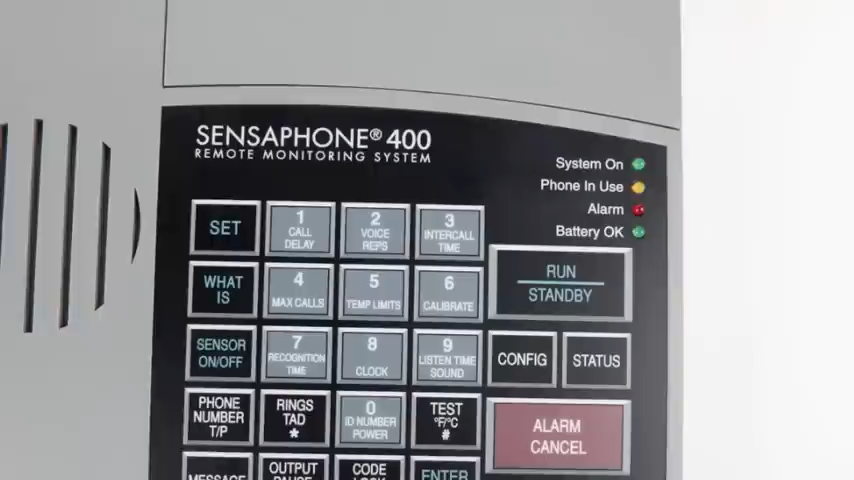 SENSAPHONE® 400
REMOTE MONITORING SYSTEM
System On
Phone In Use
Alarm
Battery OK
SET
1
CALL
DELAY
2
VOICE
REPS
3
INTERCALL
TIME
RUN
STANDBY
WHAT
IS
4
MAX CALLS
5
TEMP LIMITS
6
CALIBRATE
SENSOR
ON/OFF
7
RECOGNITION
TIME
8
CLOCK
9
LISTEN TIME
SOUND
CONFIG
STATUS
PHONE
NUMBER
T/P
RINGS
TAD
*
0
ID NUMBER
POWER
TEST
°F/°C
#
ALARM
CANCEL
MESSAGE
OUTPUT
PAUSE
CODE
LOCK
ENTER